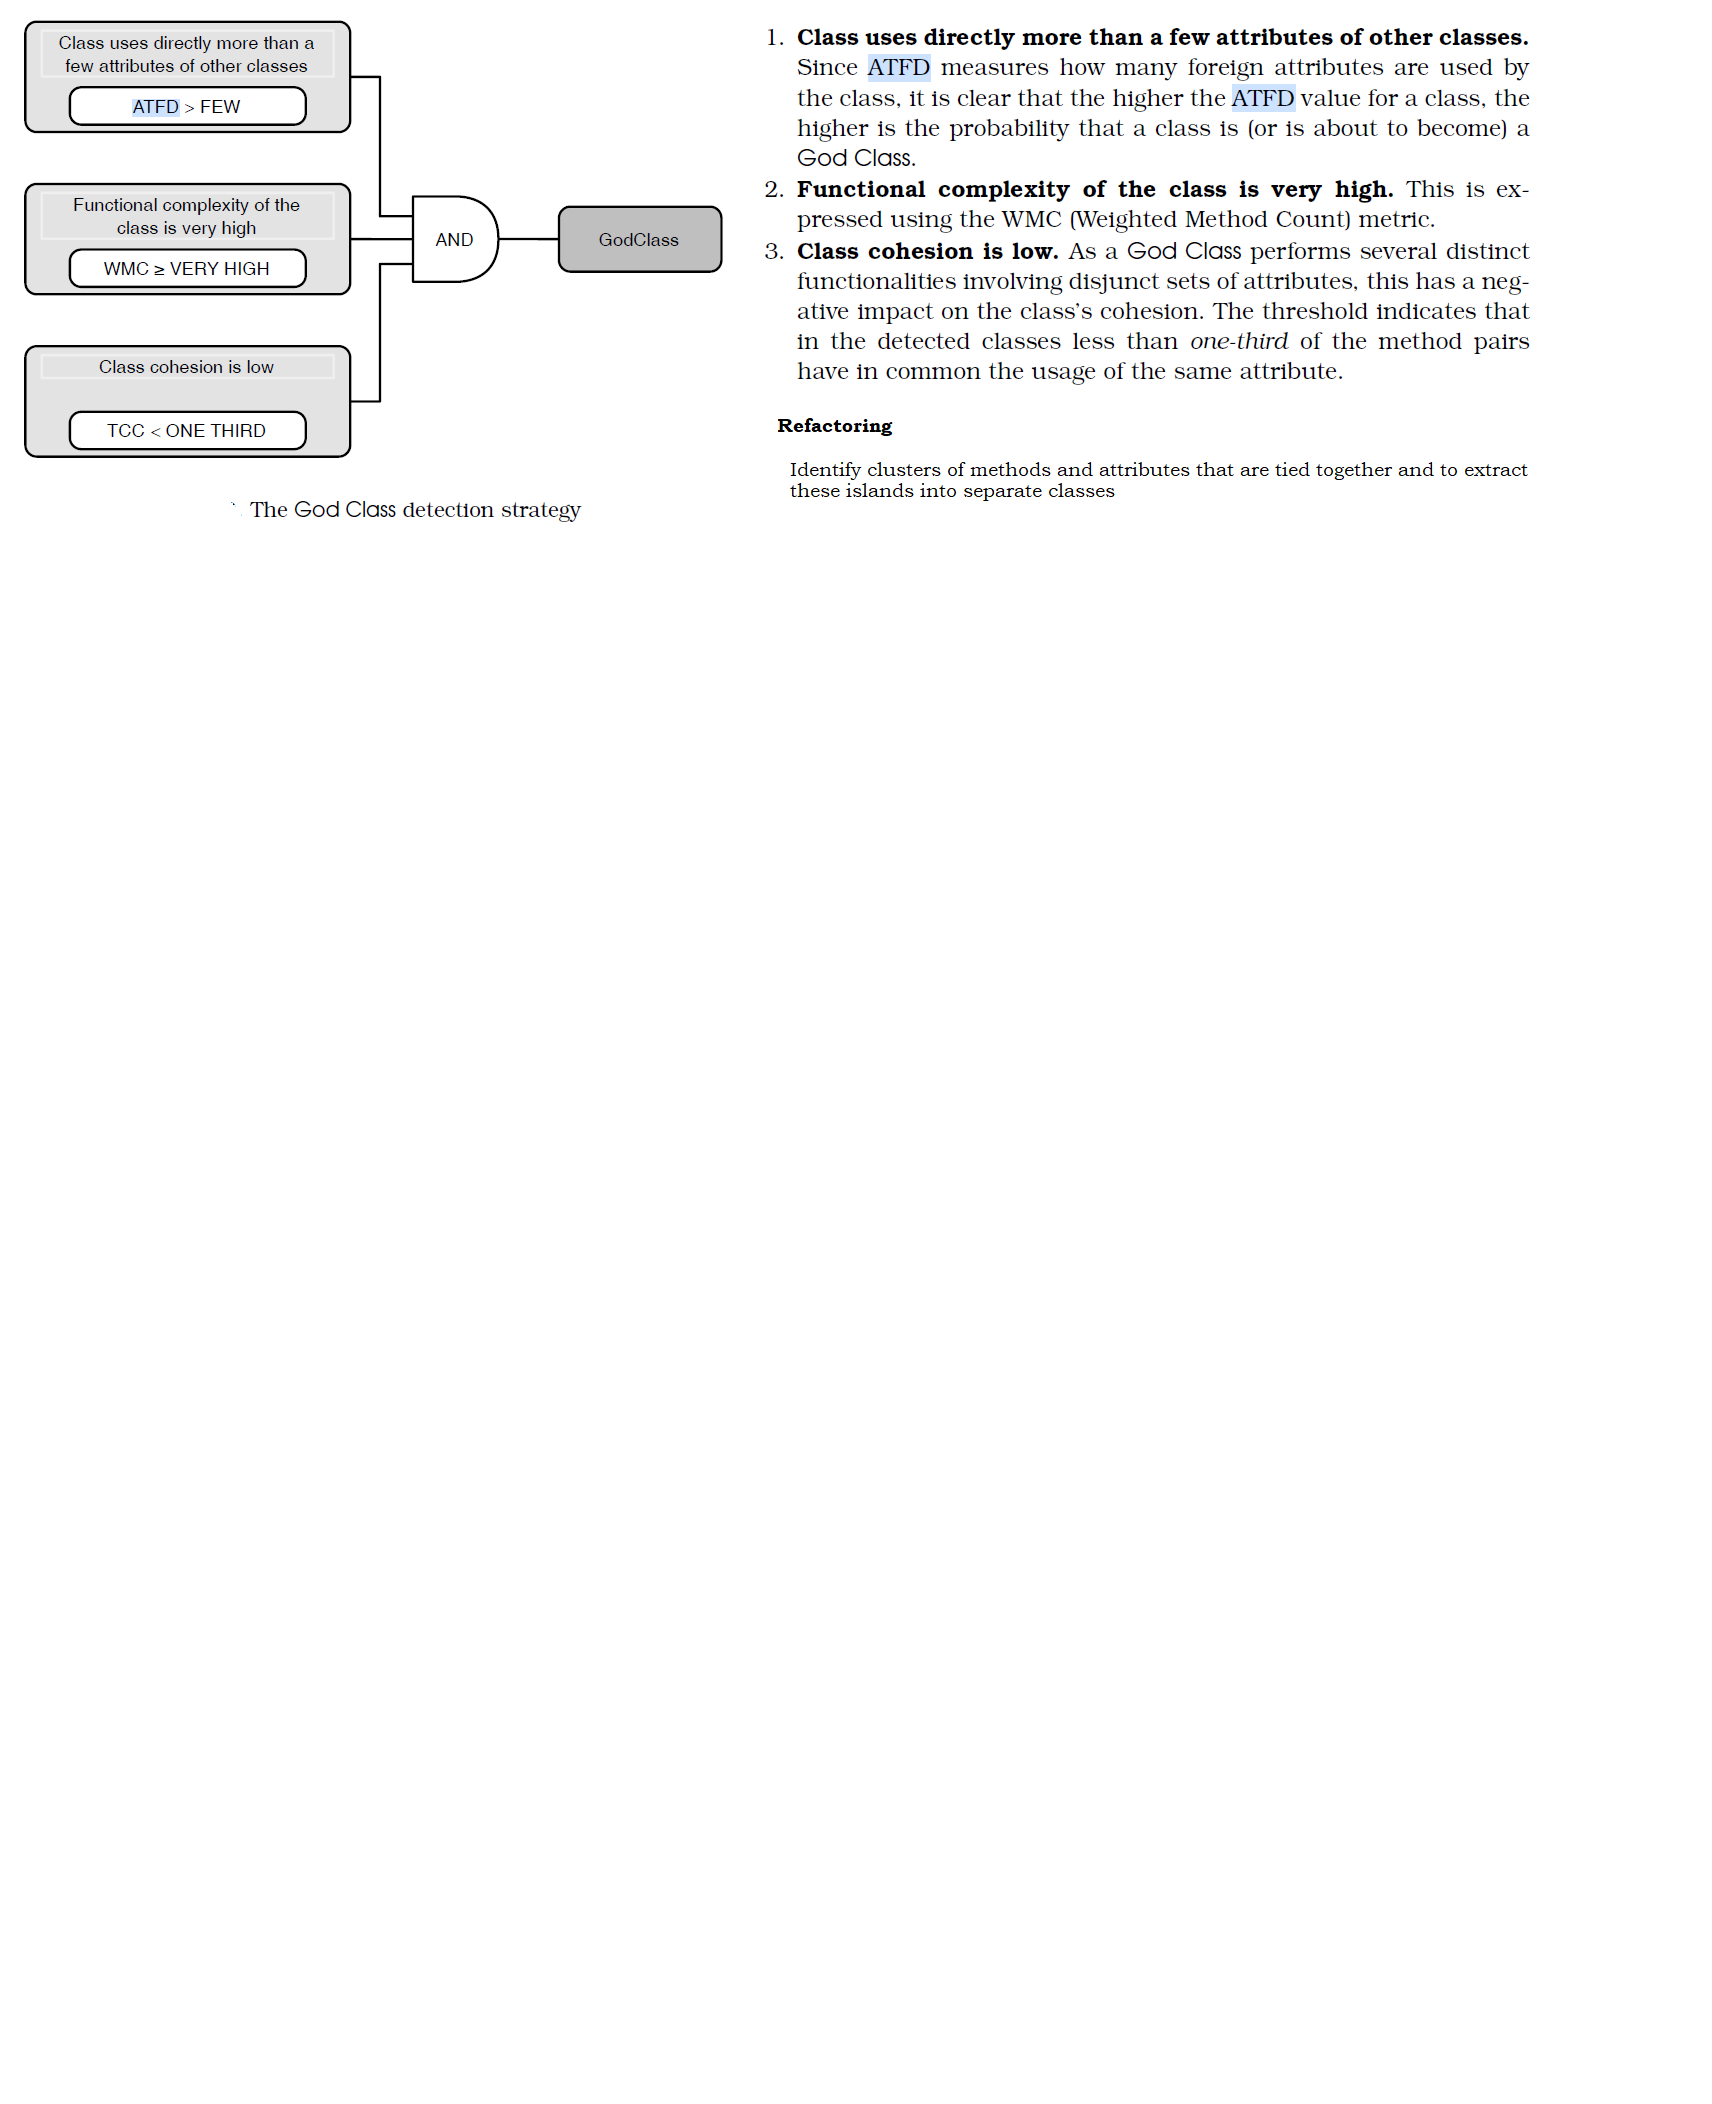 Class uses directly more than a
few attributes of other classes
ATFD > FEW
Functional complexity of the
class is very high
WMC ≥ VERY HIGH
Class cohesion is low
TCC < ONE THIRD
AND
GodClass
The God Class detection strategy
1. Class uses directly more than a few attributes of other classes.
Since ATFD measures how many foreign attributes are used by
the class, it is clear that the higher the ATFD value for a class, the
higher is the probability that a class is (or is about to become) a
God Class.
2. Functional complexity of the class is very high. This is ex-
pressed using the WMC (Weighted Method Count) metric.
3. Class cohesion is low. As a God Class performs several distinct
functionalities involving disjunct sets of attributes, this has a neg-
ative impact on the class's cohesion. The threshold indicates that
in the detected classes less than one-third of the method pairs
have in common the usage of the same attribute.
Refactoring
Identify clusters of methods and attributes that are tied together and to extract
these islands into separate classes